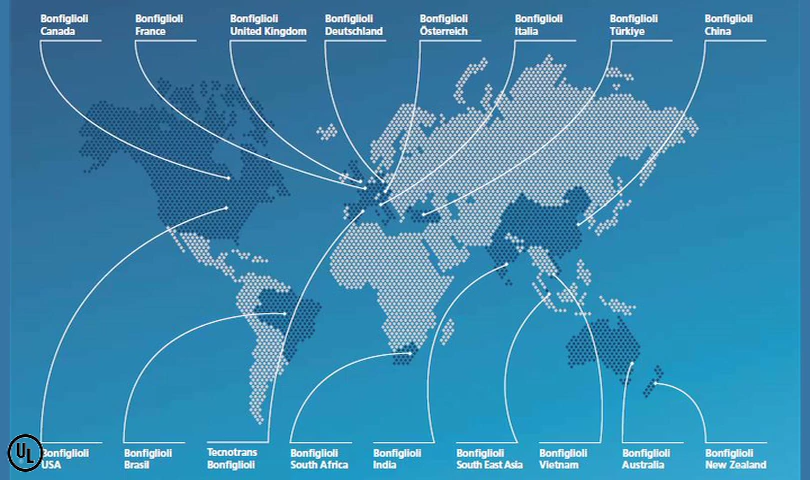 Bonfiglioli
Canada
Bonfiglioli
France
Bonfiglioli
United Kingdom
Bonfiglioli
Deutschland
Bonfiglioli
Österreich
Bonfiglioli
Italia
Bonfiglioli
Türkiye
Bonfiglioli
China
UL
Bonfiglioli
USA
Bonfiglioli
Brasil
Tecnotrans
Bonfiglioli
Bonfiglioli
South Africa
Bonfiglioli
India
Bonfiglioli
South East Asia
Bonfiglioli
Vietnam
Bonfiglioli
Australia
Bonfiglioli
New Zealand